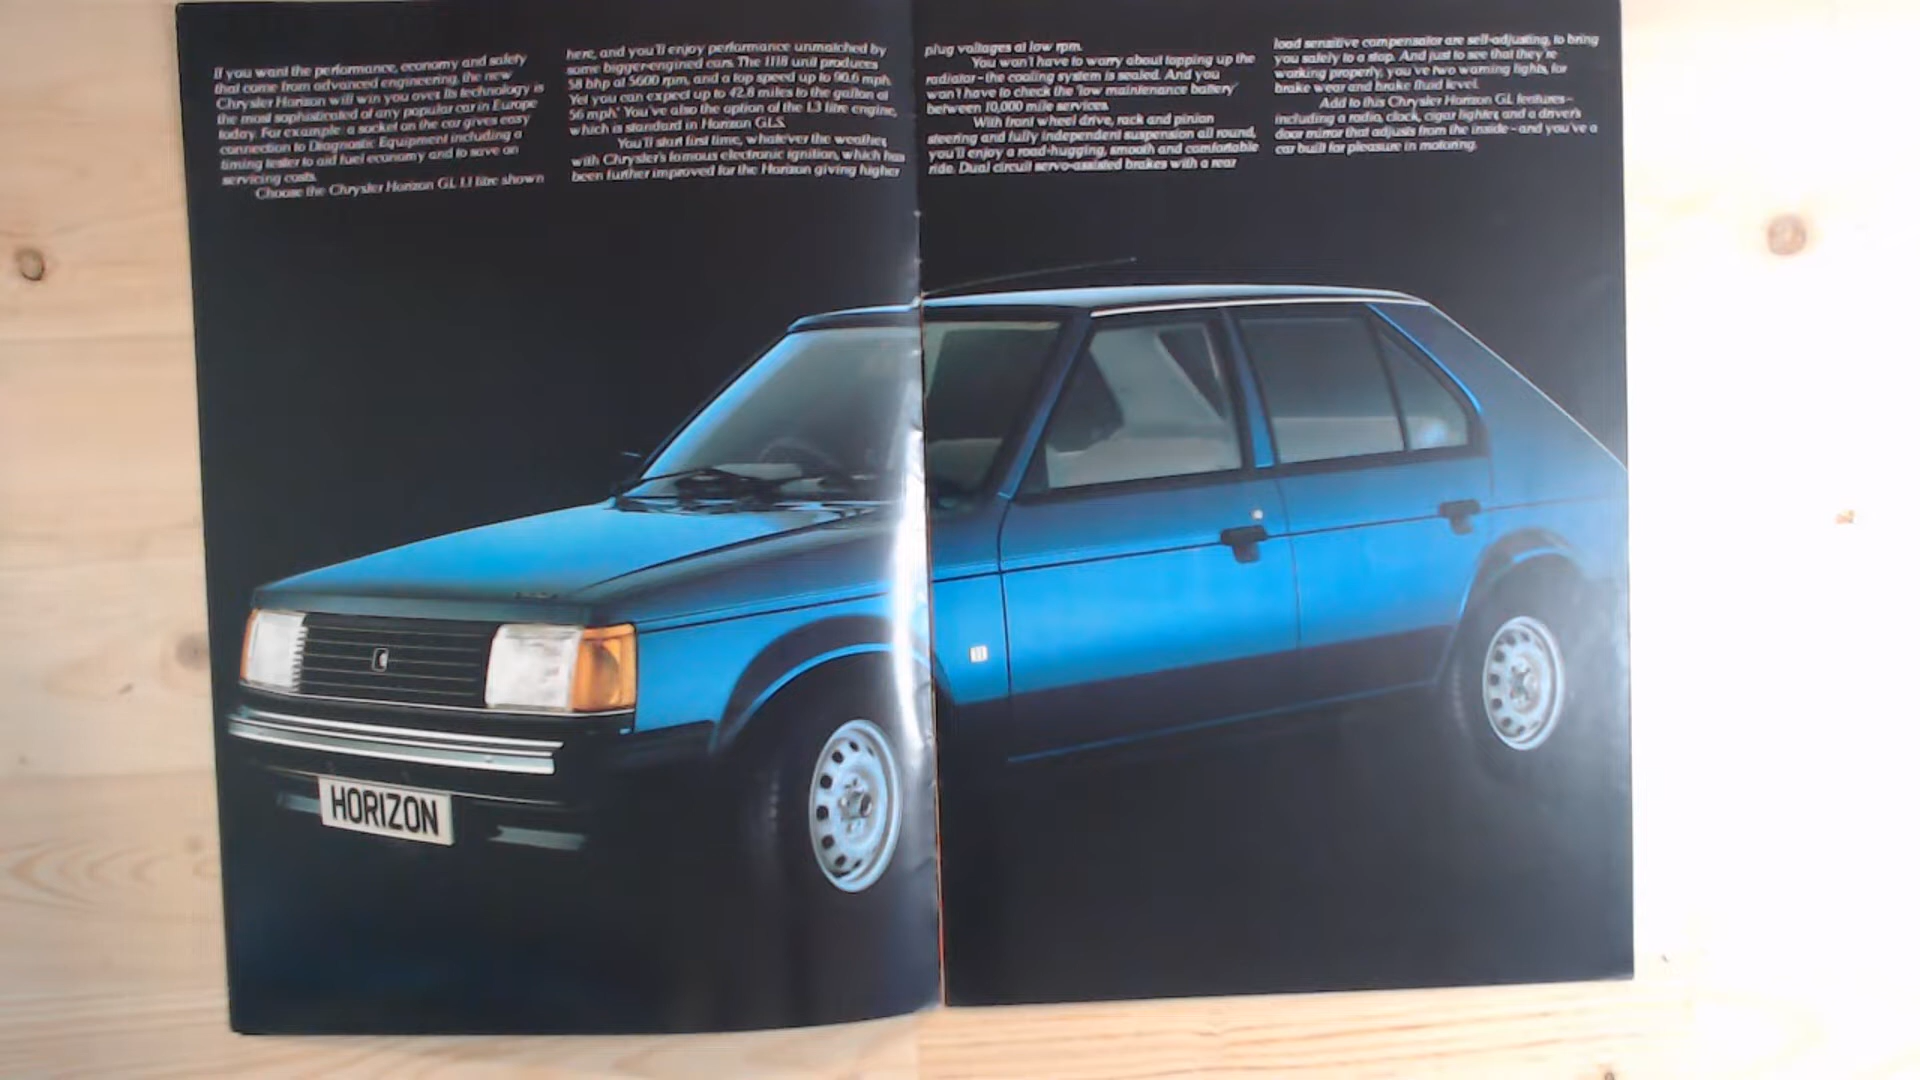 If you want the performance, economy and safety
that come from advanced engineering, the new
Chrysler Horizon will win you over. Its technology is
the most sophisticated of any popular car in Europe
today. For example a socket on the car gives easy
connection to Diagnostic Equipment including a
timing tester to aid fuel economy and to save on
servicing costs.
Choose the Chrysler Horizon GL 1.1 litre shown
here, and you'll enjoy performance unmatched by
some bigger-engined cars. The 1118 unit produces
58 bhp at 5600 rpm, and a top speed up to 90.6 mph.
Yet you can expect up to 42.8 miles to the gallon at
56 mph. You've also the option of the 1.3 litre engine,
which is standard in Horizon GLS.
You'll start first time, whatever the weather,
with Chrysler's famous electronic ignition, which has
been further improved for the Horizon giving higher
plug voltages at low rpm.
You won't have to worry about topping up the
radiator - the cooling system is sealed. And you
won't have to check the 'low maintenance battery'
between 10,000 mile services.
With front wheel drive, rack and pinion
steering and fully independent suspension all round,
you'll enjoy a road-hugging, smooth and comfortable
ride. Dual circuit servo-assisted brakes with a rear
load sensitive compensator are self-adjusting, to bring
you safely to a stop. And just to see that they're
working properly, you've two warning lights, for
brake wear and brake fluid level.
Add to this Chrysler Horizon GL features -
including a radio, clock, cigar lighter, and a driver's
door mirror that adjusts from the inside - and you've a
car built for pleasure in motoring.
HORIZON